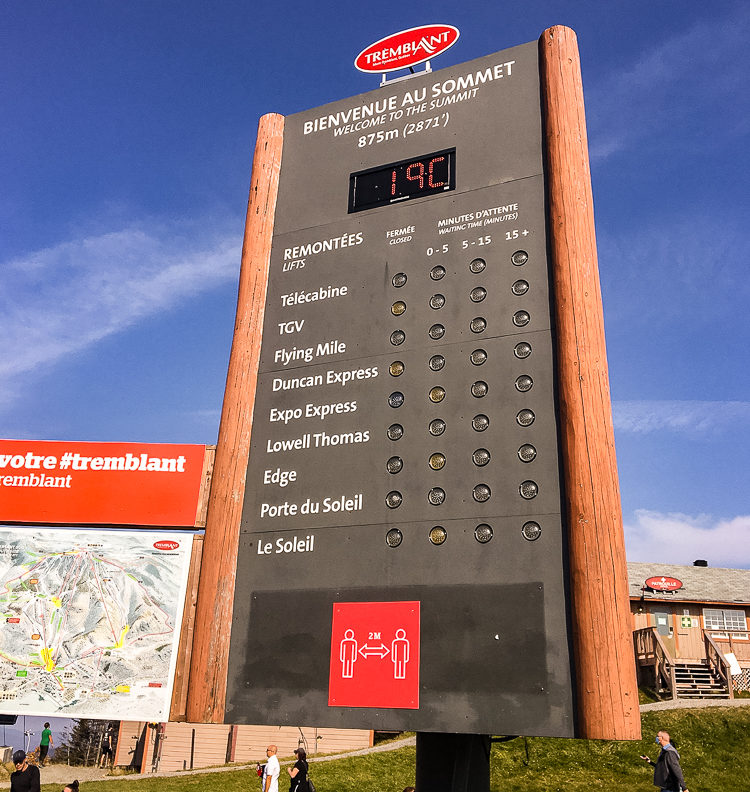 TREMBLANT
BIENVENUE AU SOMMET
WELCOME TO THE SUMMIT
875m (2871')
19C
REMONTÉES
LIFTS
FERMÉE
CLOSED
MINUTES D'ATTENTE
WAITING TIME (MINUTES)
0 - 5 5 - 15 15 +
Télécabine
TGV
Flying Mile
Duncan Express
Expo Express
Lowell Thomas
Edge
Porte du Soleil
Le Soleil
2M
votre #tremblant
remblant
TREMBLANT
PATROUILLE